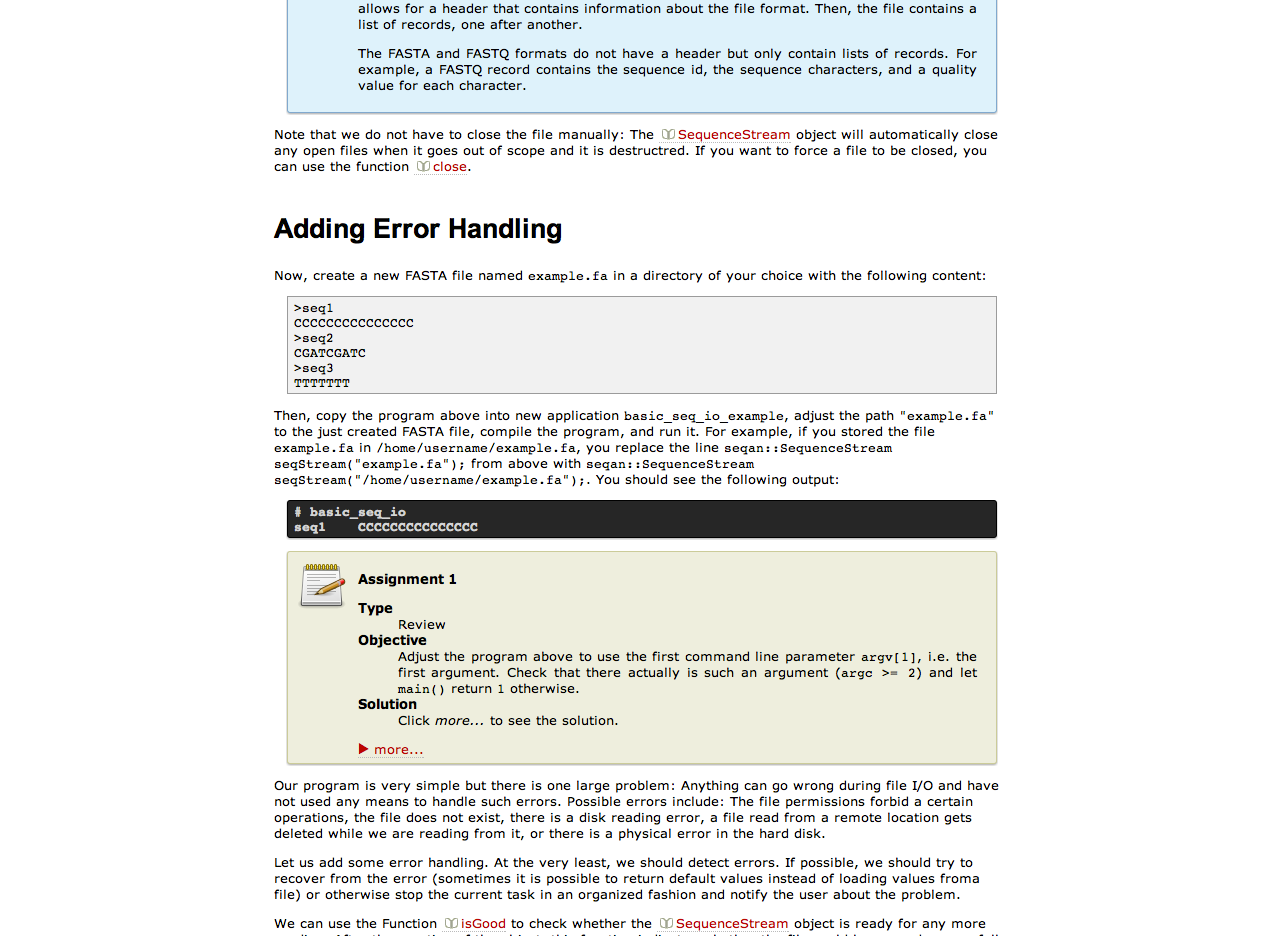 allows for a header that contains information about the file format. Then, the file contains a
list of records, one after another.
The FASTA and FASTQ formats do not have a header but only contain lists of records. For
example, a FASTQ record contains the sequence id, the sequence characters, and a quality
value for each character.
Note that we do not have to close the file manually: The SequenceStream object will automatically close
any open files when it goes out of scope and it is destructred. If you want to force a file to be closed, you
can use the function close.
Adding Error Handling
Now, create a new FASTA file named example.fa in a directory of your choice with the following content:
>seq1
CCCCCCCCCCCCCCC
>seq2
CGATCGATC
>seq3
TTTTTTT
Then, copy the program above into new application basic_seq_io_example, adjust the path "example.fa"
to the just created FASTA file, compile the program, and run it. For example, if you stored the file
example.fa in /home/username/example.fa, you replace the line seqan::SequenceStream
seqStream("example.fa"); from above with seqan::SequenceStream
seqStream("/home/username/example.fa");. You should see the following output:
# basic_seq_io
seq1    CCCCCCCCCCCCCCC
Assignment 1
Type
Review
Objective
Adjust the program above to use the first command line parameter argv[1], i.e. the
first argument. Check that there actually is such an argument (argc >= 2) and let
main() return 1 otherwise.
Solution
Click more... to see the solution.
more...
Our program is very simple but there is one large problem: Anything can go wrong during file I/O and have
not used any means to handle such errors. Possible errors include: The file permissions forbid a certain
operations, the file does not exist, there is a disk reading error, a file read from a remote location gets
deleted while we are reading from it, or there is a physical error in the hard disk.
Let us add some error handling. At the very least, we should detect errors. If possible, we should try to
recover from the error (sometimes it is possible to return default values instead of loading values froma
file) or otherwise stop the current task in an organized fashion and notify the user about the problem.
We can use the Function isGood to check whether the SequenceStream object is ready for any more